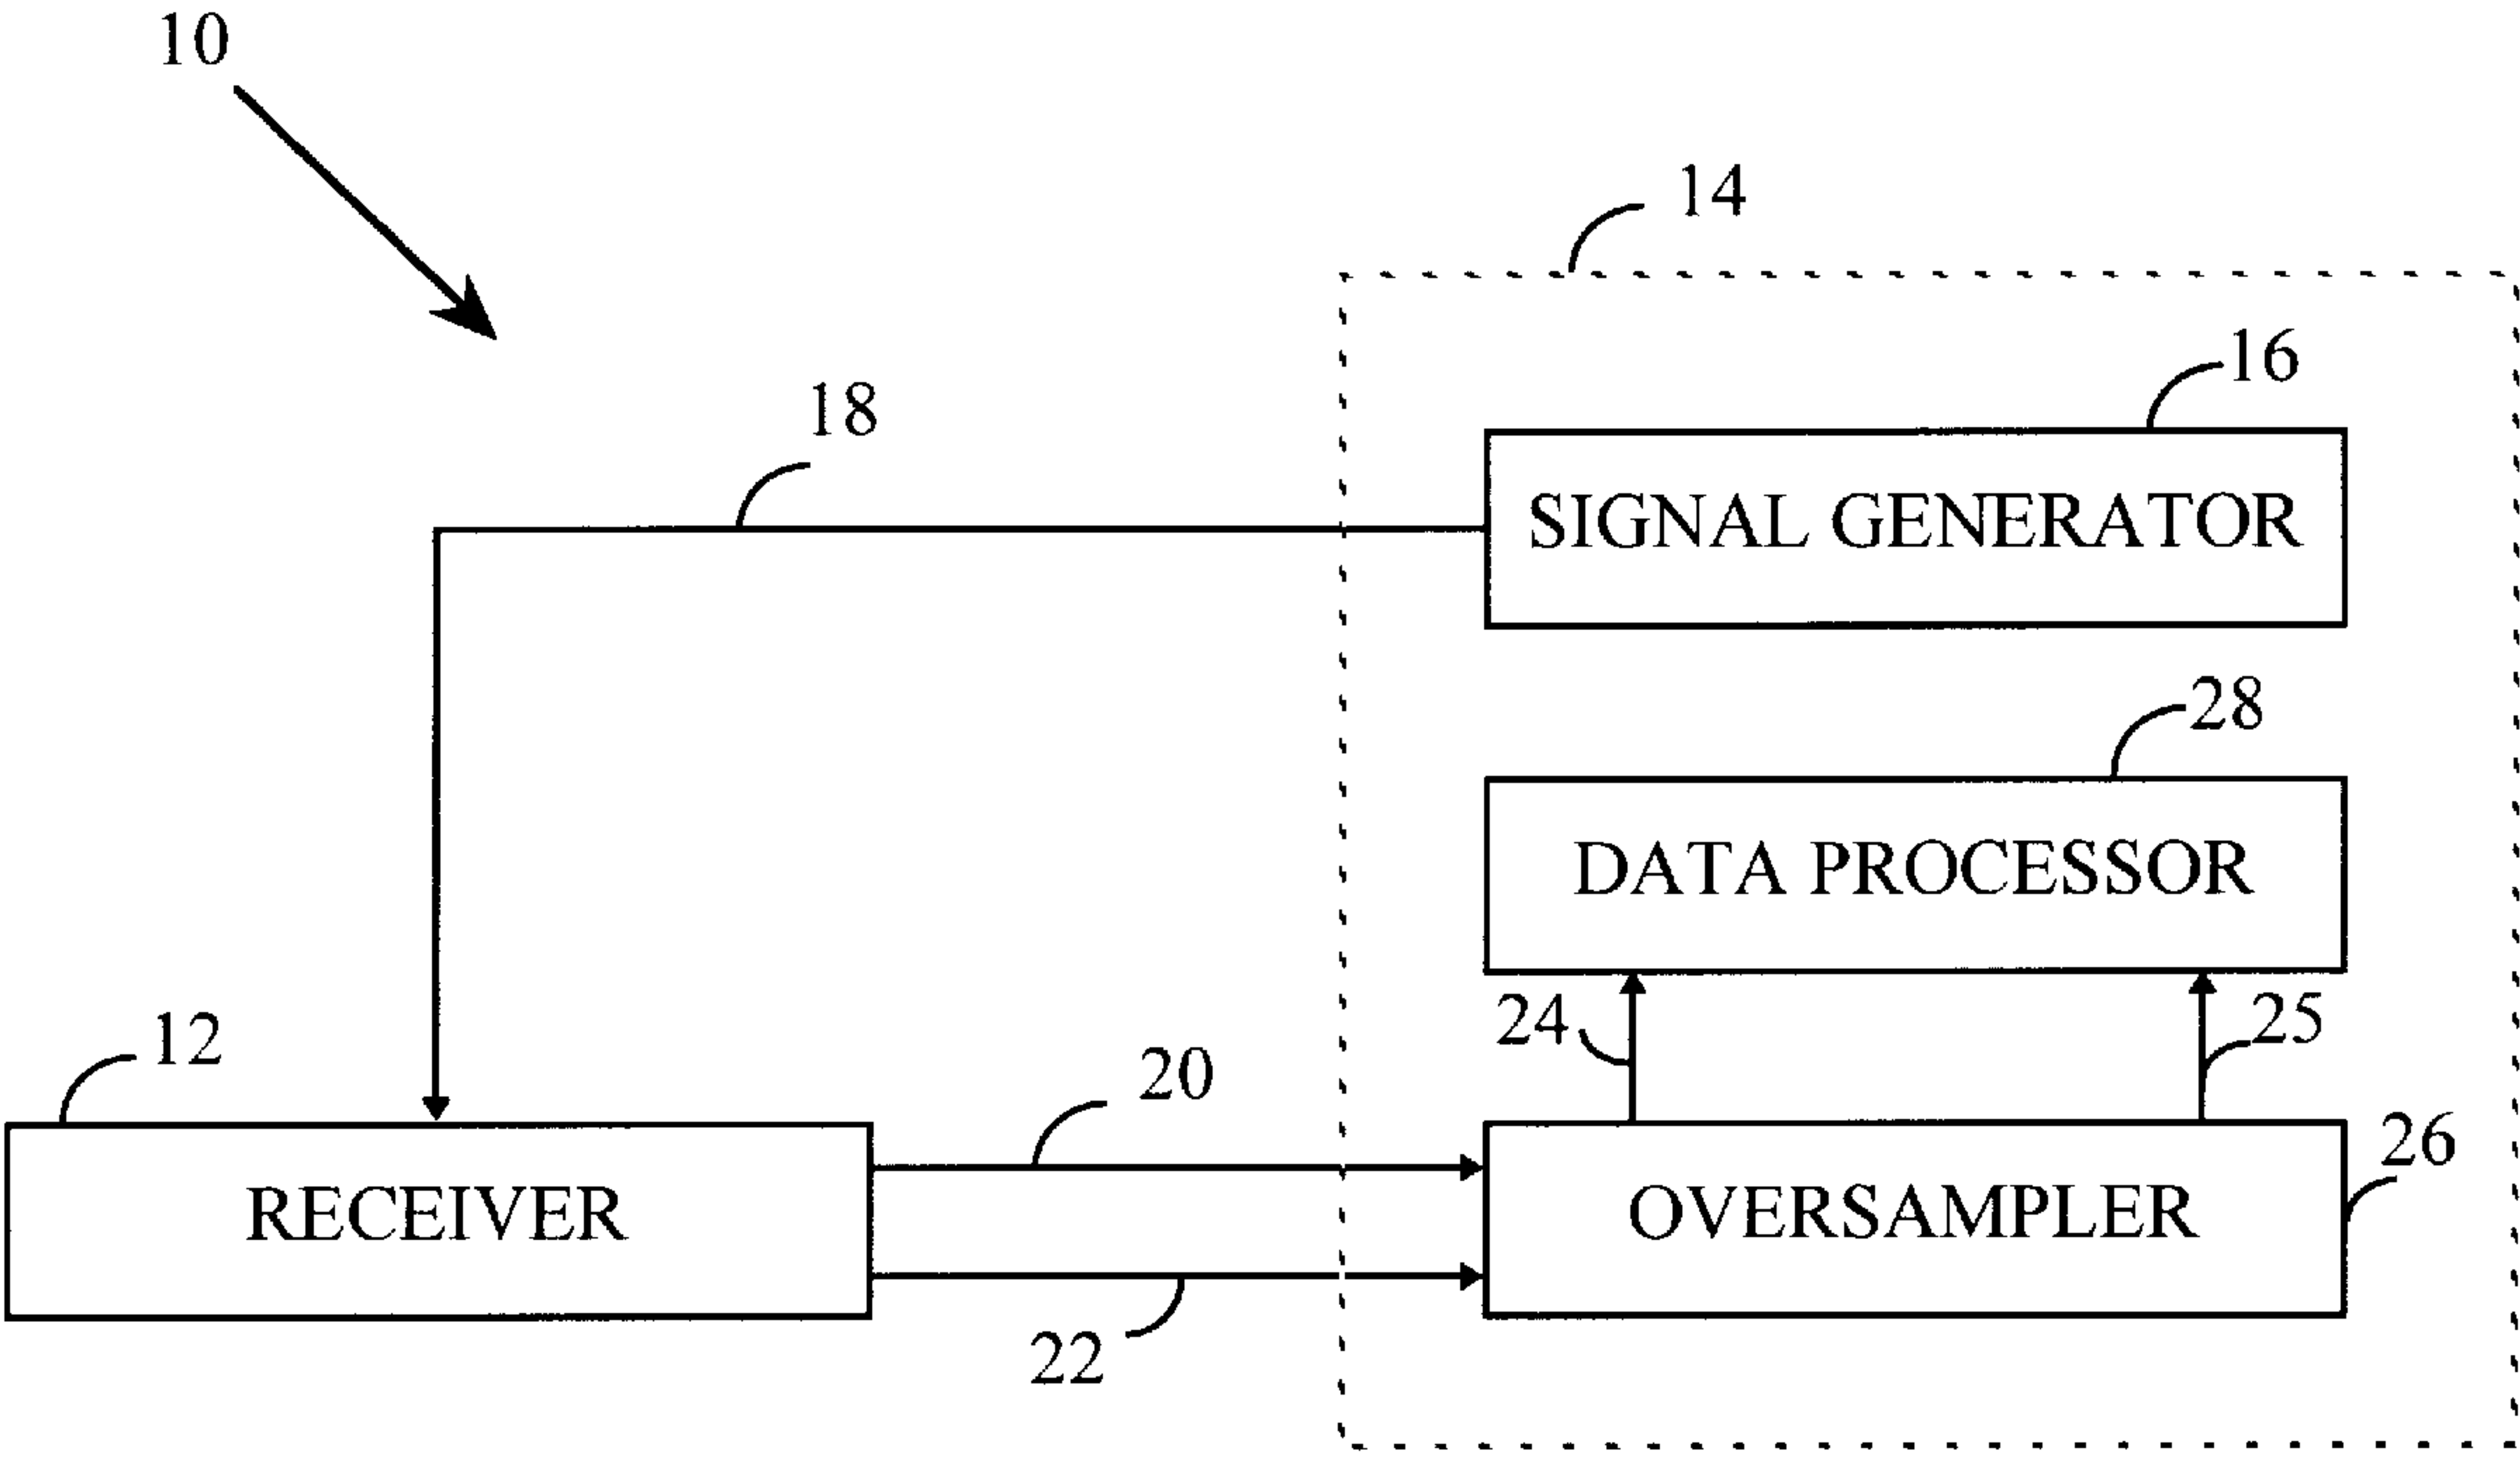 10
14
16
18
SIGNAL GENERATOR
28
DATA PROCESSOR
24
25
12
20
26
RECEIVER
OVERSAMPLER
22